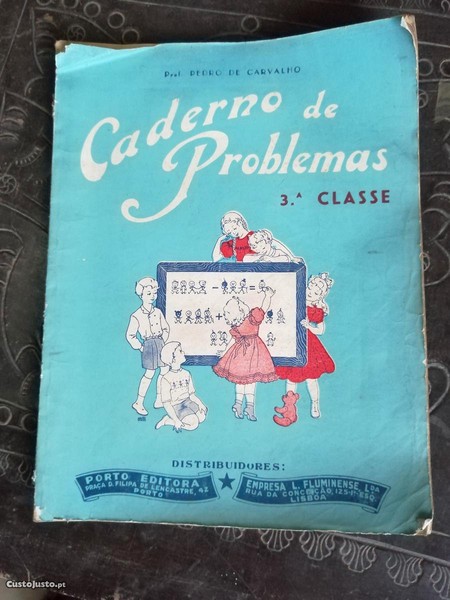 Prof. PEDRO DE CARVALHO
Caderno de
Problemas
3.ª CLASSE
DISTRIBUIDORES:
PORTO EDITORA
PRAÇA D. FILIPA DE LENCASTRE, 42
PORTO
EMPRESA L. FLUMINENSE, L.DA
RUA DA CONCEIÇÃO, 125-1º ESQ.
LISBOA
CustoJusto.pt